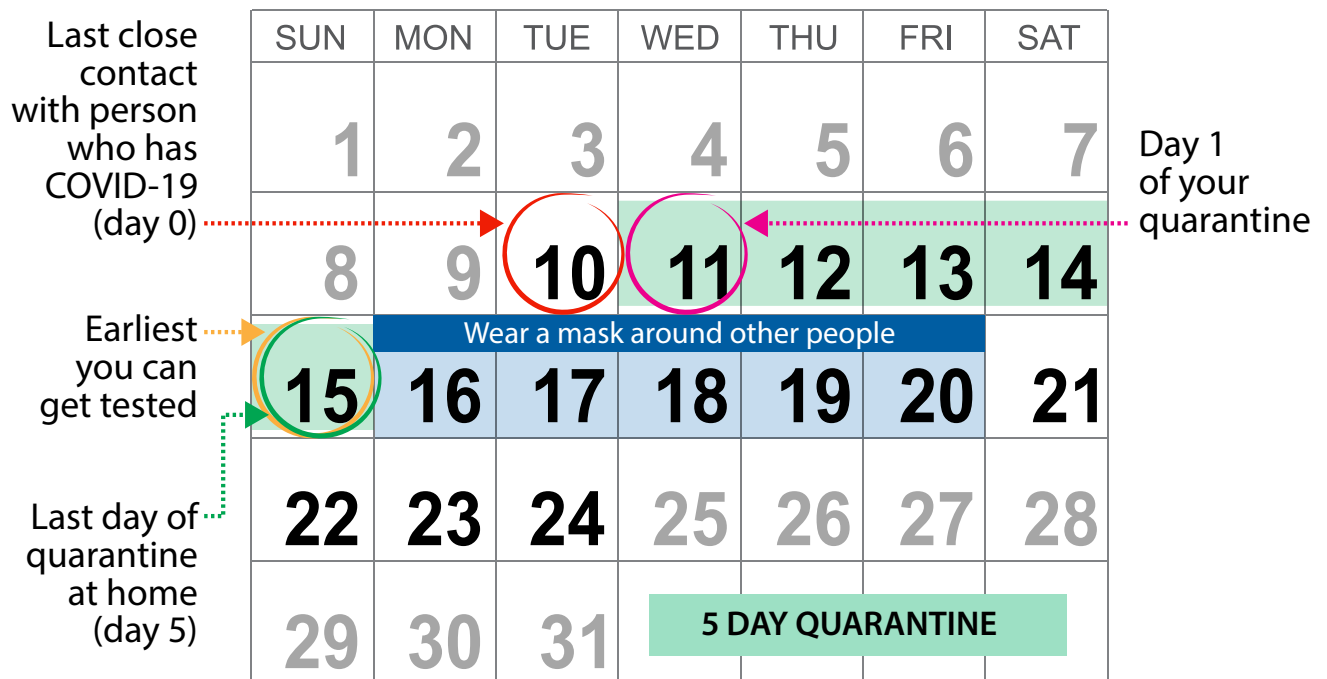 Last close
contact
with person
who has
COVID-19
(day 0)
SUN MON TUE WED THU FRI SAT
1 2 3 4 5 6 7
Day 1
of your
quarantine
8 9 10 11 12 13 14
Earliest
you can
get tested
Wear a mask around other people
15 16 17 18 19 20 21
Last day of
quarantine
at home
(day 5)
22 23 24 25 26 27 28
29 30 31
5 DAY QUARANTINE